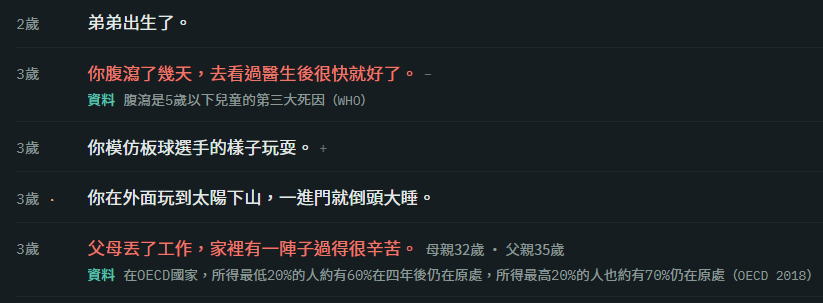 2歲 弟弟出生了。
3歲 你腹瀉了幾天,去看過醫生後很快就好了。 –
資料 腹瀉是5歲以下兒童的第三大死因(WHO)
3歲 你模仿板球選手的樣子玩耍。 +
3歲 · 你在外面玩到太陽下山,一進門就倒頭大睡。
3歲 父母丟了工作,家裡有一陣子過得很辛苦。 母親32歲 · 父親35歲
資料 在OECD國家,所得最低20%的人約有60%在四年後仍在原處,所得最高20%的人也約有70%仍在原處(OECD 2018)